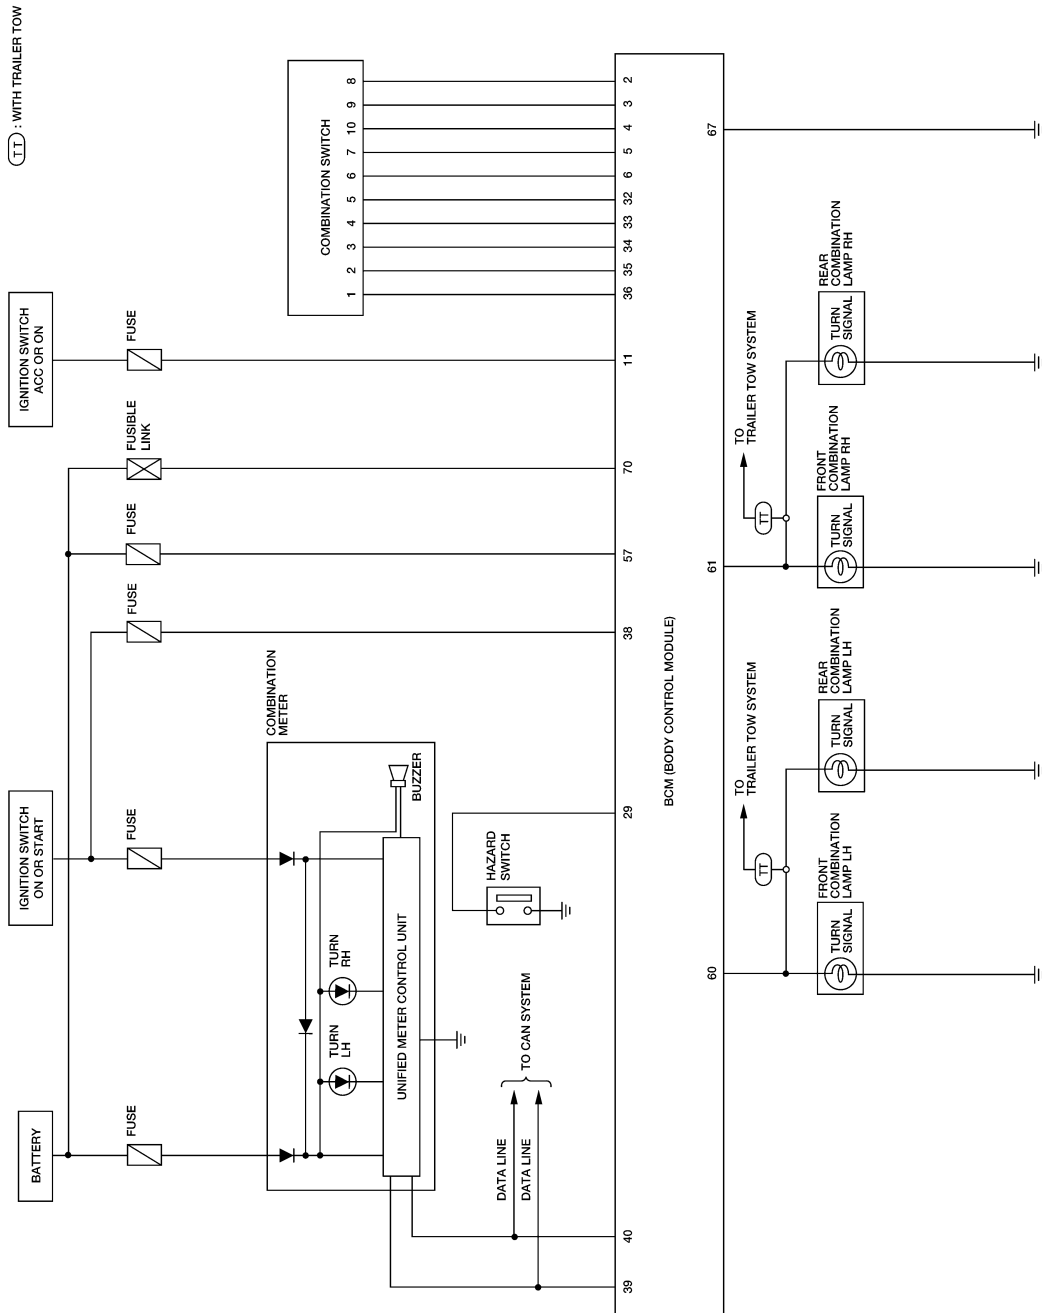 BATTERY
IGNITION SWITCH
ON OR START
IGNITION SWITCH
ACC OR ON
TT : WITH TRAILER TOW
FUSE
FUSE
FUSE
FUSE
FUSIBLE
LINK
FUSE
COMBINATION
METER
TURN
LH
TURN
RH
BUZZER
UNIFIED METER CONTROL UNIT
COMBINATION SWITCH
1
2
3
4
5
6
7
10
9
8
DATA LINE
DATA LINE
TO CAN SYSTEM
HAZARD
SWITCH
39
40
29
38
57
70
11
36
35
34
33
32
6
5
4
3
2
BCM (BODY CONTROL MODULE)
60
61
67
TT
TO
TRAILER TOW SYSTEM
TT
TO
TRAILER TOW SYSTEM
FRONT
COMBINATION
LAMP LH
TURN
SIGNAL
REAR
COMBINATION
LAMP LH
TURN
SIGNAL
FRONT
COMBINATION
LAMP RH
TURN
SIGNAL
REAR
COMBINATION
LAMP RH
TURN
SIGNAL